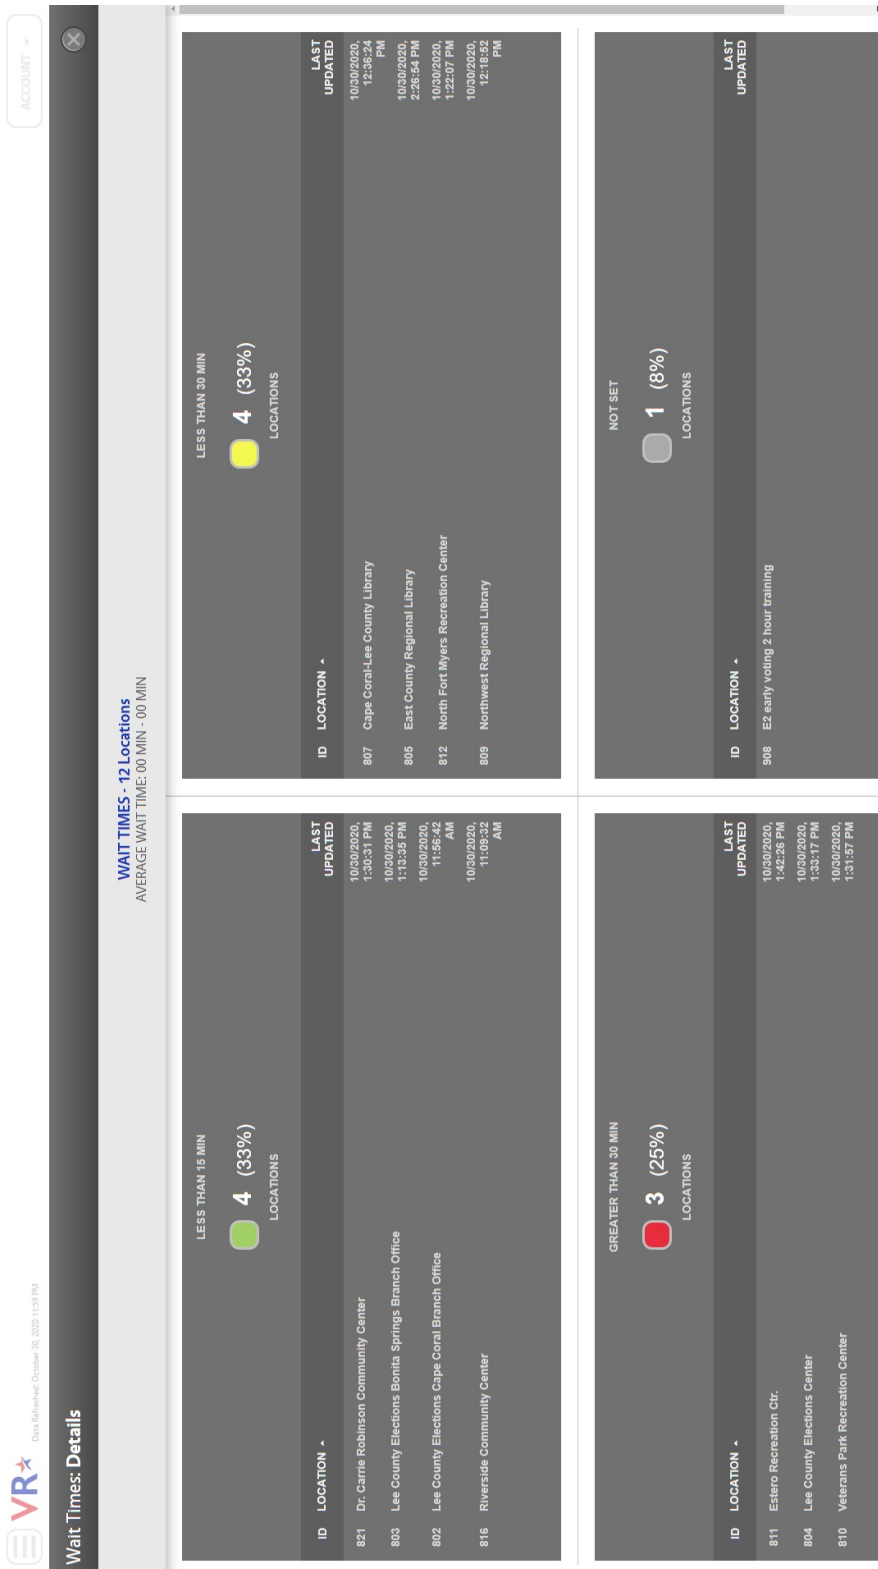 VR
Data Refreshed: October 30, 2020 11:59 PM
ACCOUNT
Wait Times: Details
WAIT TIMES - 12 Locations
AVERAGE WAIT TIME: 00 MIN - 00 MIN
LESS THAN 15 MIN
4 (33%)
LOCATIONS
ID LOCATION LAST UPDATED
821 Dr. Carrie Robinson Community Center 10/30/2020, 1:30:31 PM
803 Lee County Elections Bonita Springs Branch Office 10/30/2020, 1:13:35 PM
802 Lee County Elections Cape Coral Branch Office 10/30/2020, 11:56:42 AM
816 Riverside Community Center 10/30/2020, 11:09:32 AM
LESS THAN 30 MIN
4 (33%)
LOCATIONS
ID LOCATION LAST UPDATED
807 Cape Coral-Lee County Library 10/30/2020, 12:36:24 PM
805 East County Regional Library 10/30/2020, 2:26:54 PM
812 North Fort Myers Recreation Center 10/30/2020, 1:22:07 PM
809 Northwest Regional Library 10/30/2020, 12:18:52 PM
GREATER THAN 30 MIN
3 (25%)
LOCATIONS
ID LOCATION LAST UPDATED
811 Estero Recreation Ctr. 10/30/2020, 1:42:26 PM
804 Lee County Elections Center 10/30/2020, 1:33:17 PM
810 Veterans Park Recreation Center 10/30/2020, 1:31:57 PM
NOT SET
1 (8%)
LOCATIONS
ID LOCATION LAST UPDATED
908 E2 early voting 2 hour training